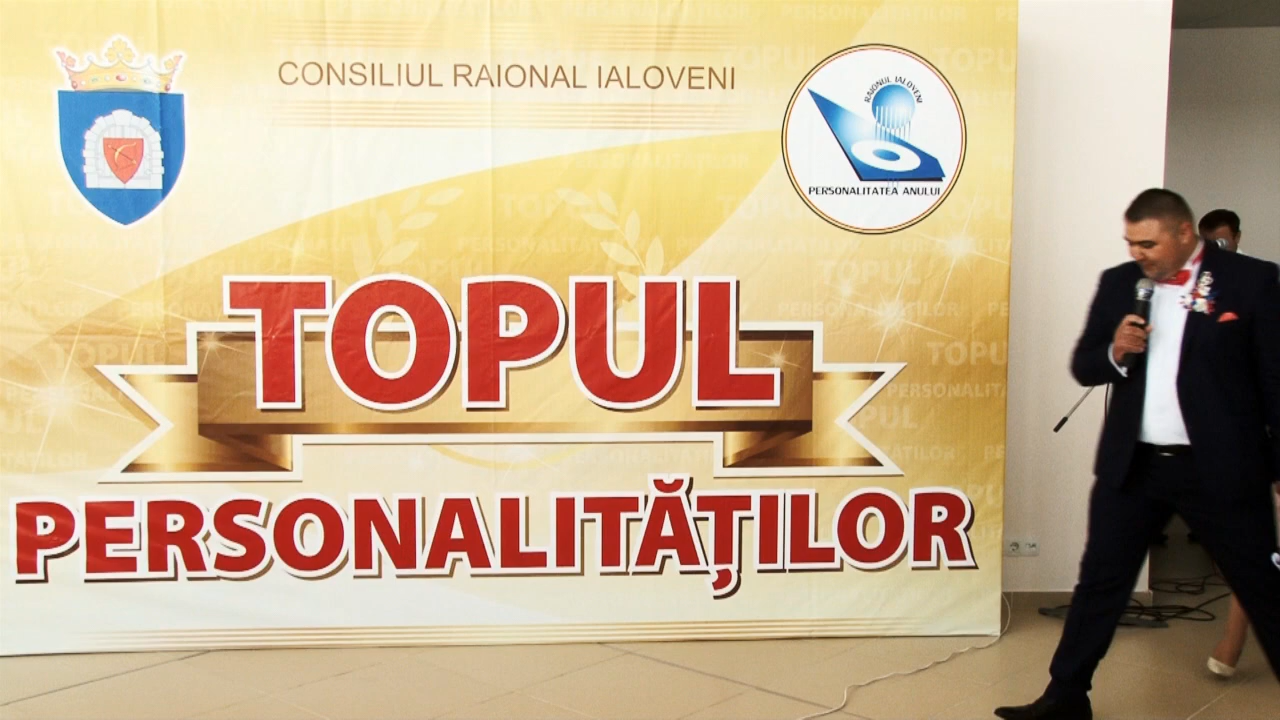 CONSILIUL RAIONAL IALOVENI
RAIONUL IALOVENI
PERSONALITATEA ANULUI
TOPUL
PERSONALITĂȚILOR